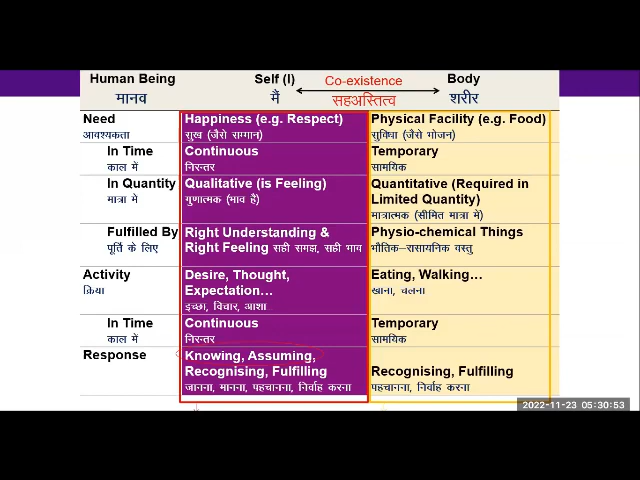 Human Being Self (I) Co-existence Body
मानव मैं सहअस्तित्व शरीर
Need Happiness (e.g. Respect) Physical Facility (e.g. Food)
आवश्यकता सुख (जैसे सम्मान) सुविधा (जैसे भोजन)
In Time Continuous Temporary
काल में निरन्तर सामयिक
In Quantity Qualitative (is Feeling) Quantitative (Required in
मात्रा में गुणात्मक (भाव है) Limited Quantity)
मात्रात्मक (सीमित मात्रा में)
Fulfilled By Right Understanding & Physio-chemical Things
पूर्ति के लिए Right Feeling सही समझ, सही भाव भौतिक–रासायनिक वस्तु
Activity Desire, Thought, Eating, Walking...
क्रिया Expectation... खाना, चलना
इच्छा, विचार, आशा
In Time Continuous Temporary
काल में निरन्तर सामयिक
Response Knowing, Assuming,
Recognising, Fulfilling Recognising, Fulfilling
जानना, मानना, पहचानना, निर्वाह करना पहचानना, निर्वाह करना
2022-11-23 05:30:53